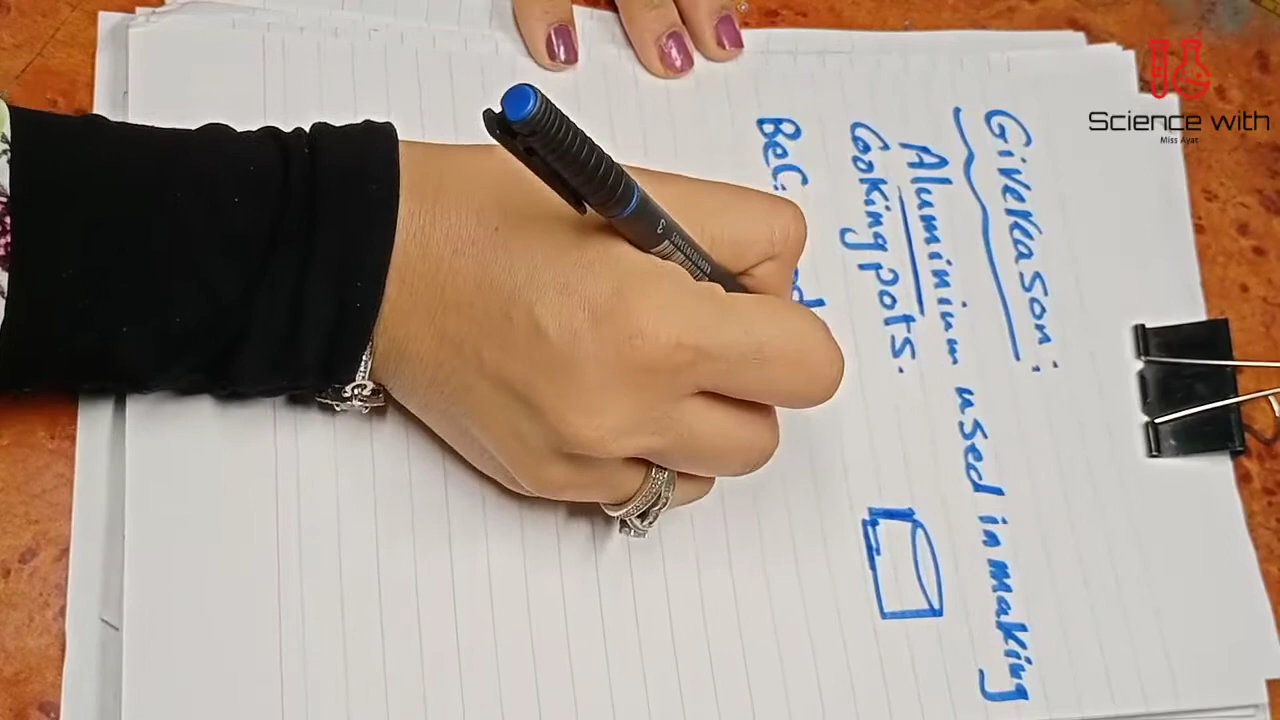 Give reason:
Aluminium used in making
Cooking pots.
Bec.
Science with
Miss Ayat